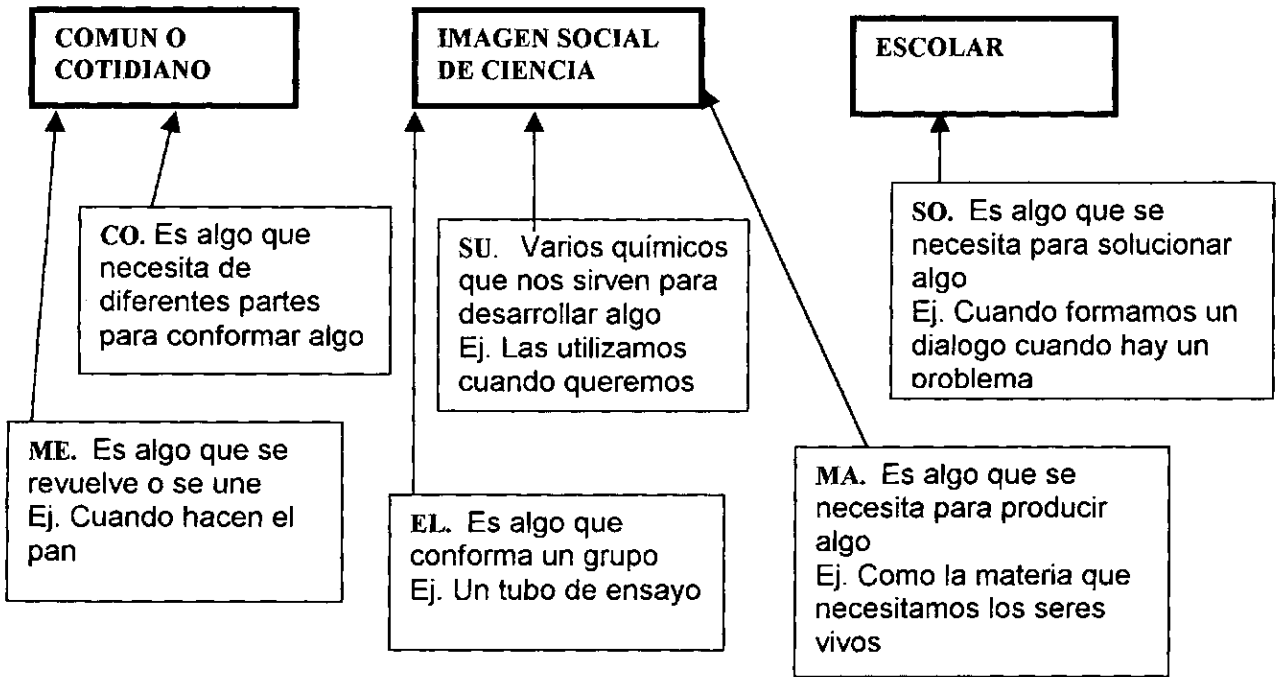 COMUN O
COTIDIANO
IMAGEN SOCIAL
DE CIENCIA
ESCOLAR
CO. Es algo que
necesita de
diferentes partes
para conformar algo
SU. Varios químicos
que nos sirven para
desarrollar algo
Ej. Las utilizamos
cuando queremos
SO. Es algo que se
necesita para solucionar
algo
Ej. Cuando formamos un
dialogo cuando hay un
problema
ME. Es algo que se
revuelve o se une
Ej. Cuando hacen el
pan
EL. Es algo que
conforma un grupo
Ej. Un tubo de ensayo
MA. Es algo que se
necesita para producir
algo
Ej. Como la materia que
necesitamos los seres
vivos